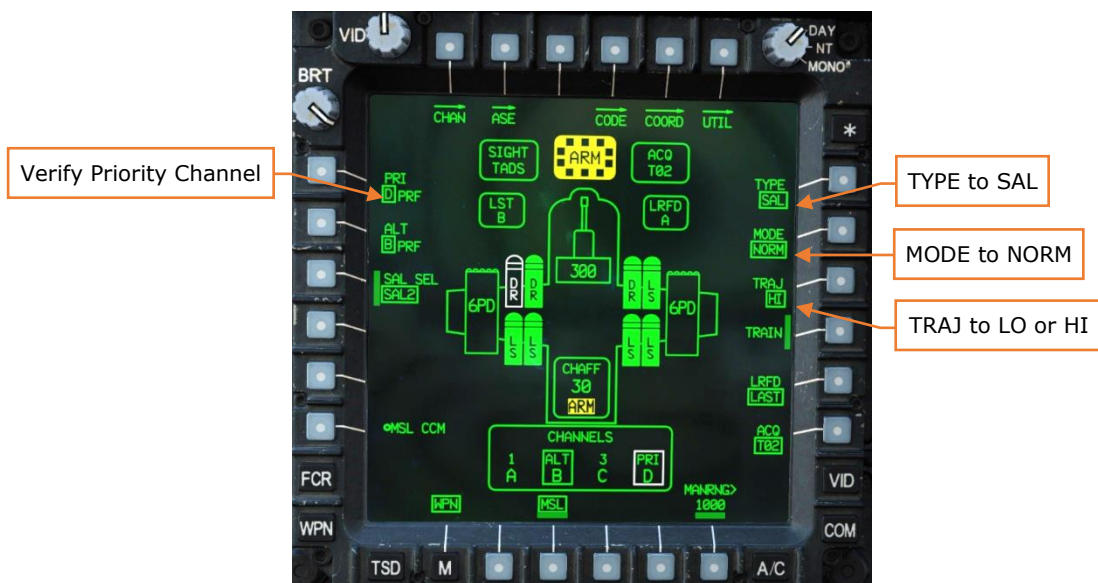 VID
DAY
NT
MONO*
BRT
CHAN
ASE
CODE
COORD
UTIL
*
Verify Priority Channel
SIGHT
TADS
ARM
ACQ
T02
PRI
D PRF
LST
B
LRFD
A
TYPE
SAL
TYPE to SAL
ALT
B PRF
MODE
NORM
MODE to NORM
SAL SEL
SAL2
300
DR
DR
DR
LS
TRAJ
HI
TRAJ to LO or HI
6PD
6PD
TRAIN
LS
LS
LS
LS
CHAFF
30
ARM
LRFD
LAST
MSL CCM
ACQ
T02
CHANNELS
1
ALT
3
PRI
A
B
C
D
FCR
VID
MANRNG>
1000
WPN
MSL
WPN
COM
TSD
M
A/C